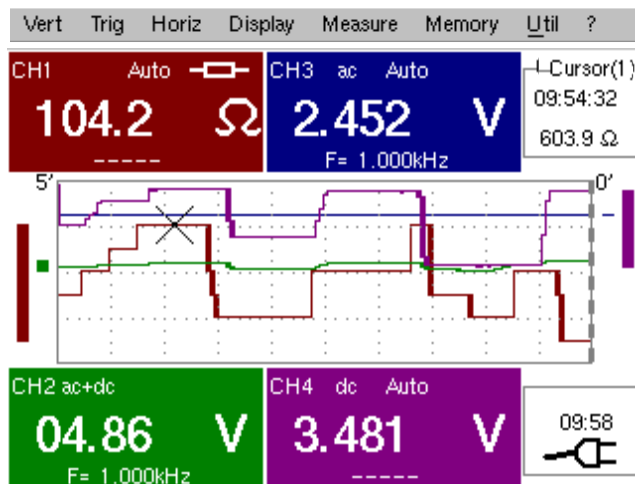 Vert Trig Horiz Display Measure Memory Util ?
CH1 Auto
104.2 Ω
-----
CH3 ac Auto
2.452 V
F= 1.000kHz
Cursor(1)
09:54:32
603.9 Ω
5' 0'
CH2 ac+dc
04.86 V
F= 1.000kHz
CH4 dc Auto
3.481 V
-----
09:58